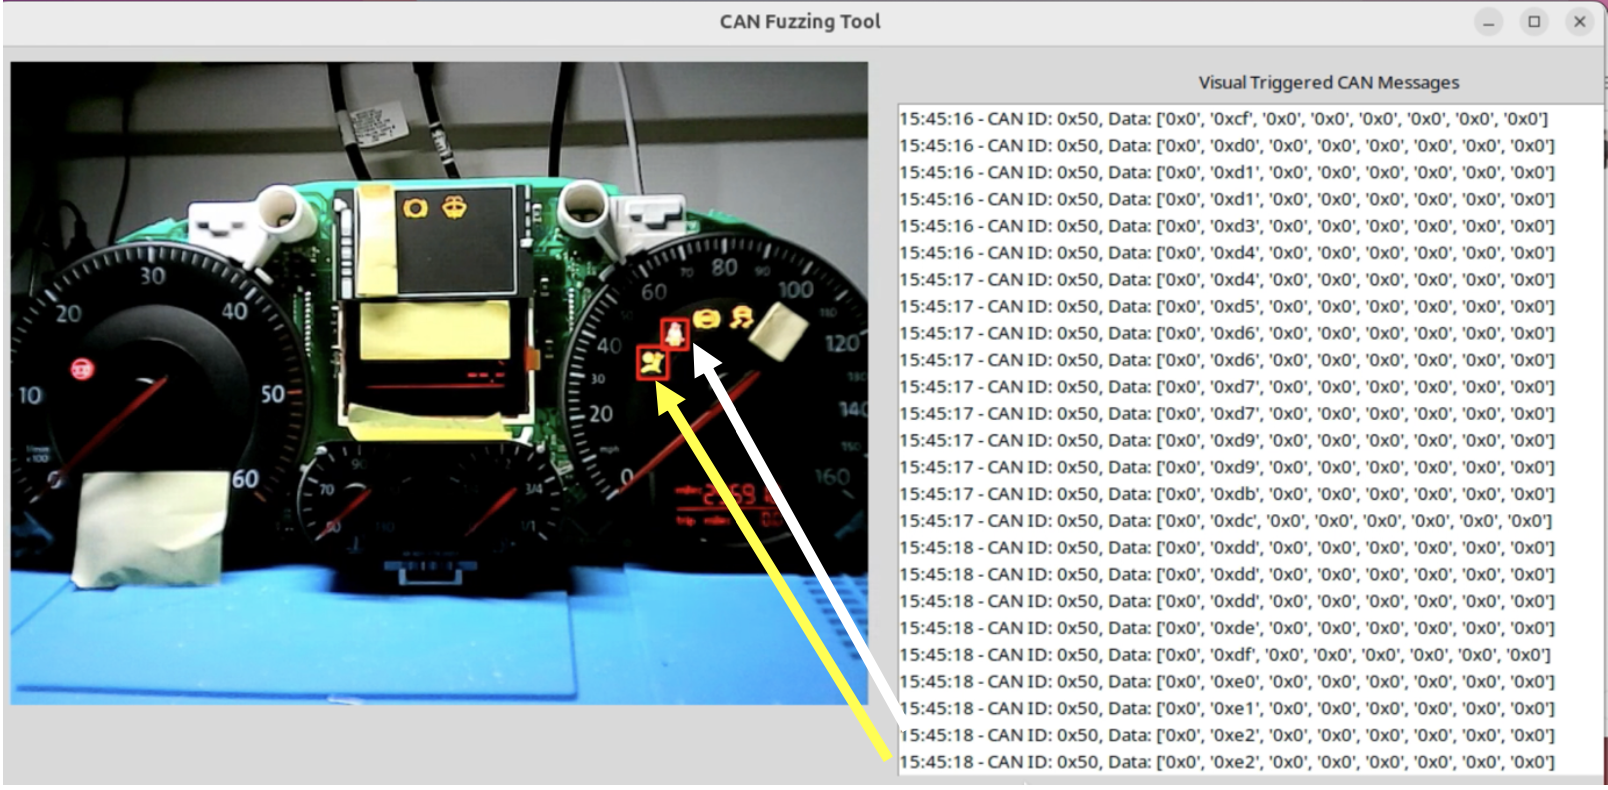 CAN Fuzzing Tool
Visual Triggered CAN Messages
15:45:16 - CAN ID: 0x50, Data: ['0x0', '0xcf', '0x0', '0x0', '0x0', '0x0', '0x0', '0x0']
15:45:16 - CAN ID: 0x50, Data: ['0x0', '0xd0', '0x0', '0x0', '0x0', '0x0', '0x0', '0x0']
15:45:16 - CAN ID: 0x50, Data: ['0x0', '0xd1', '0x0', '0x0', '0x0', '0x0', '0x0', '0x0']
15:45:16 - CAN ID: 0x50, Data: ['0x0', '0xd1', '0x0', '0x0', '0x0', '0x0', '0x0', '0x0']
15:45:16 - CAN ID: 0x50, Data: ['0x0', '0xd3', '0x0', '0x0', '0x0', '0x0', '0x0', '0x0']
15:45:16 - CAN ID: 0x50, Data: ['0x0', '0xd4', '0x0', '0x0', '0x0', '0x0', '0x0', '0x0']
15:45:17 - CAN ID: 0x50, Data: ['0x0', '0xd4', '0x0', '0x0', '0x0', '0x0', '0x0', '0x0']
15:45:17 - CAN ID: 0x50, Data: ['0x0', '0xd5', '0x0', '0x0', '0x0', '0x0', '0x0', '0x0']
15:45:17 - CAN ID: 0x50, Data: ['0x0', '0xd6', '0x0', '0x0', '0x0', '0x0', '0x0', '0x0']
15:45:17 - CAN ID: 0x50, Data: ['0x0', '0xd6', '0x0', '0x0', '0x0', '0x0', '0x0', '0x0']
15:45:17 - CAN ID: 0x50, Data: ['0x0', '0xd7', '0x0', '0x0', '0x0', '0x0', '0x0', '0x0']
15:45:17 - CAN ID: 0x50, Data: ['0x0', '0xd7', '0x0', '0x0', '0x0', '0x0', '0x0', '0x0']
15:45:17 - CAN ID: 0x50, Data: ['0x0', '0xd9', '0x0', '0x0', '0x0', '0x0', '0x0', '0x0']
15:45:17 - CAN ID: 0x50, Data: ['0x0', '0xd9', '0x0', '0x0', '0x0', '0x0', '0x0', '0x0']
15:45:17 - CAN ID: 0x50, Data: ['0x0', '0xdb', '0x0', '0x0', '0x0', '0x0', '0x0', '0x0']
15:45:17 - CAN ID: 0x50, Data: ['0x0', '0xdc', '0x0', '0x0', '0x0', '0x0', '0x0', '0x0']
15:45:18 - CAN ID: 0x50, Data: ['0x0', '0xdd', '0x0', '0x0', '0x0', '0x0', '0x0', '0x0']
15:45:18 - CAN ID: 0x50, Data: ['0x0', '0xdd', '0x0', '0x0', '0x0', '0x0', '0x0', '0x0']
15:45:18 - CAN ID: 0x50, Data: ['0x0', '0xdd', '0x0', '0x0', '0x0', '0x0', '0x0', '0x0']
15:45:18 - CAN ID: 0x50, Data: ['0x0', '0xde', '0x0', '0x0', '0x0', '0x0', '0x0', '0x0']
15:45:18 - CAN ID: 0x50, Data: ['0x0', '0xdf', '0x0', '0x0', '0x0', '0x0', '0x0', '0x0']
15:45:18 - CAN ID: 0x50, Data: ['0x0', '0xe0', '0x0', '0x0', '0x0', '0x0', '0x0', '0x0']
15:45:18 - CAN ID: 0x50, Data: ['0x0', '0xe1', '0x0', '0x0', '0x0', '0x0', '0x0', '0x0']
15:45:18 - CAN ID: 0x50, Data: ['0x0', '0xe2', '0x0', '0x0', '0x0', '0x0', '0x0', '0x0']
15:45:18 - CAN ID: 0x50, Data: ['0x0', '0xe2', '0x0', '0x0', '0x0', '0x0', '0x0', '0x0']
10 20 30 40 50 60
90
70
3/4
1/1
0 20 30 40 60 70 80 90 100 120 160
mph